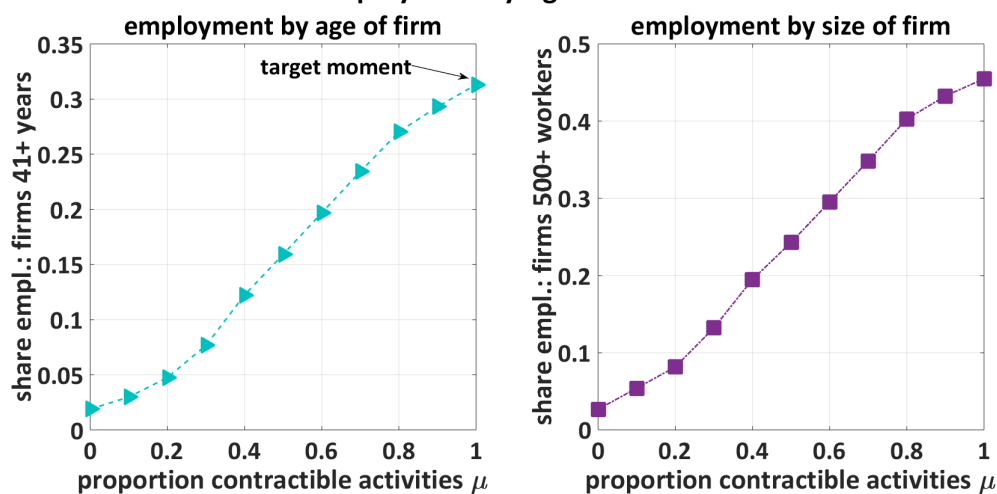 employment by age of firm
0.35
0.3
0.25
0.2
0.15
0.1
0.05
0
share empl.: firms 41+ years
target moment
0 0.2 0.4 0.6 0.8 1
proportion contractible activities μ
employment by size of firm
0.5
0.4
0.3
0.2
0.1
0
share empl.: firms 500+ workers
0 0.2 0.4 0.6 0.8 1
proportion contractible activities μ